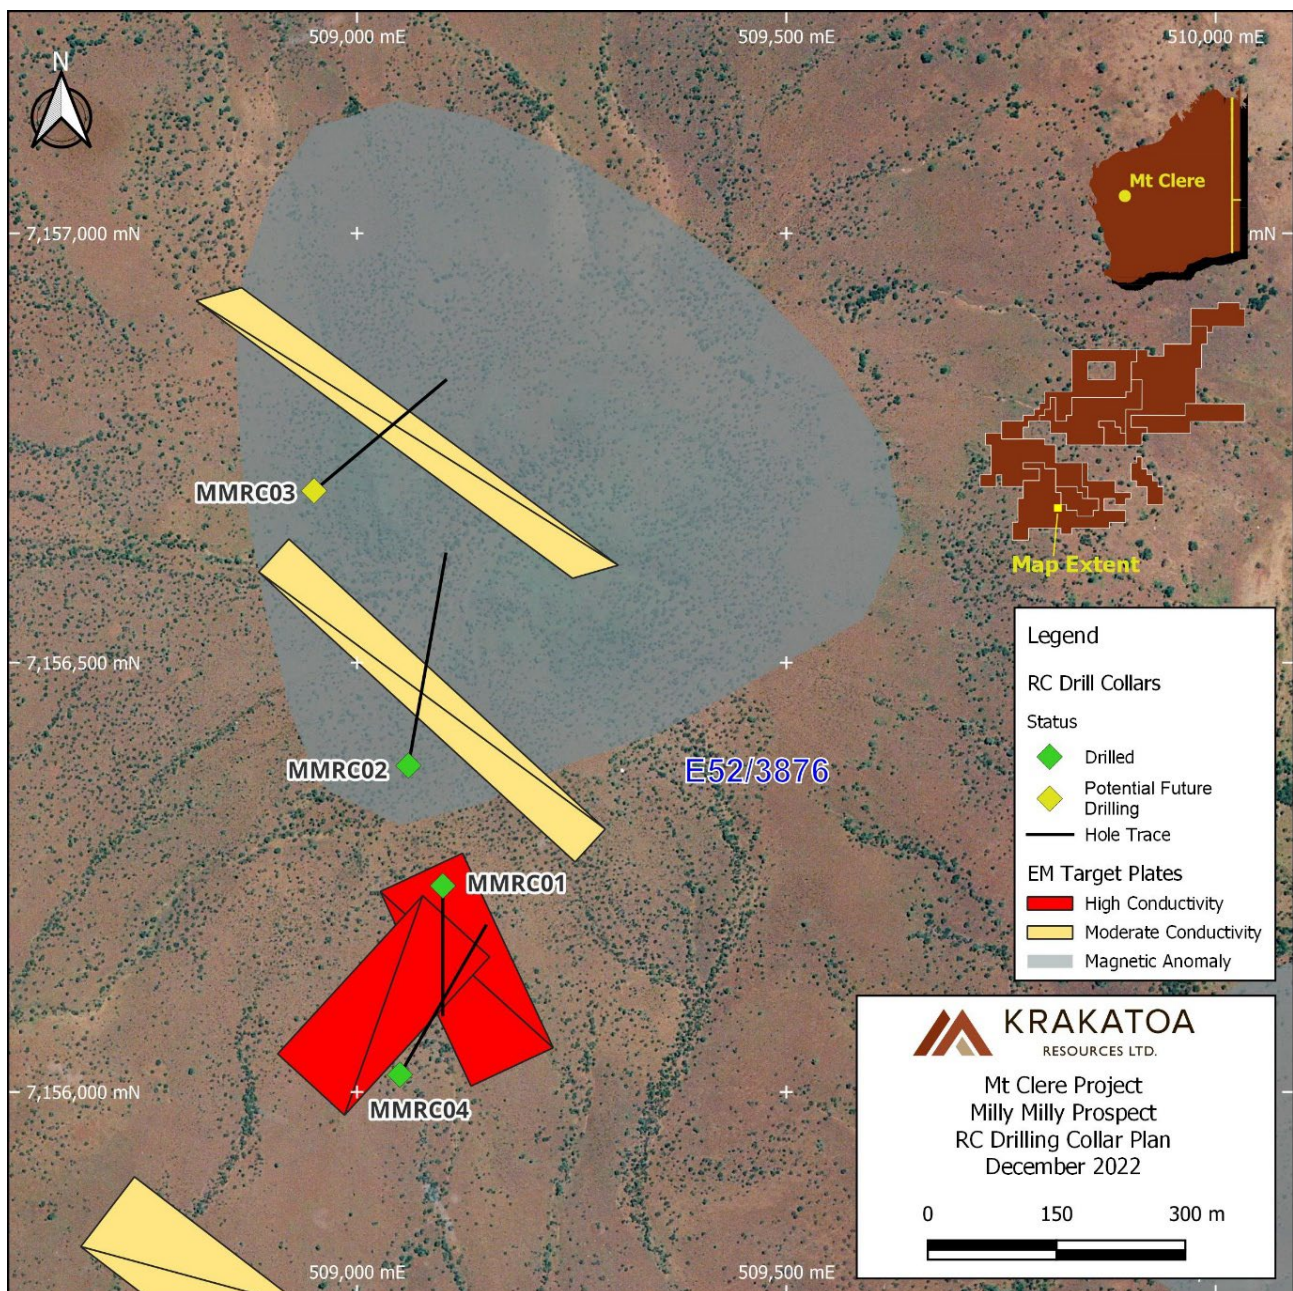 509,000 mE
509,500 mE
510,000 mE
N
Mt Clere
7,157,000 mN
mN
MMRC03
Map Extent
7,156,500 mN
MMRC02
E52/3876
MMRC01
MMRC04
7,156,000 mN
Legend
RC Drill Collars
Status
Drilled
Potential Future
Drilling
Hole Trace
EM Target Plates
High Conductivity
Moderate Conductivity
Magnetic Anomaly
KRAKATOA
RESOURCES LTD.
Mt Clere Project
Milly Milly Prospect
RC Drilling Collar Plan
December 2022
0 150 300 m
509,000 mE
509,500 mE